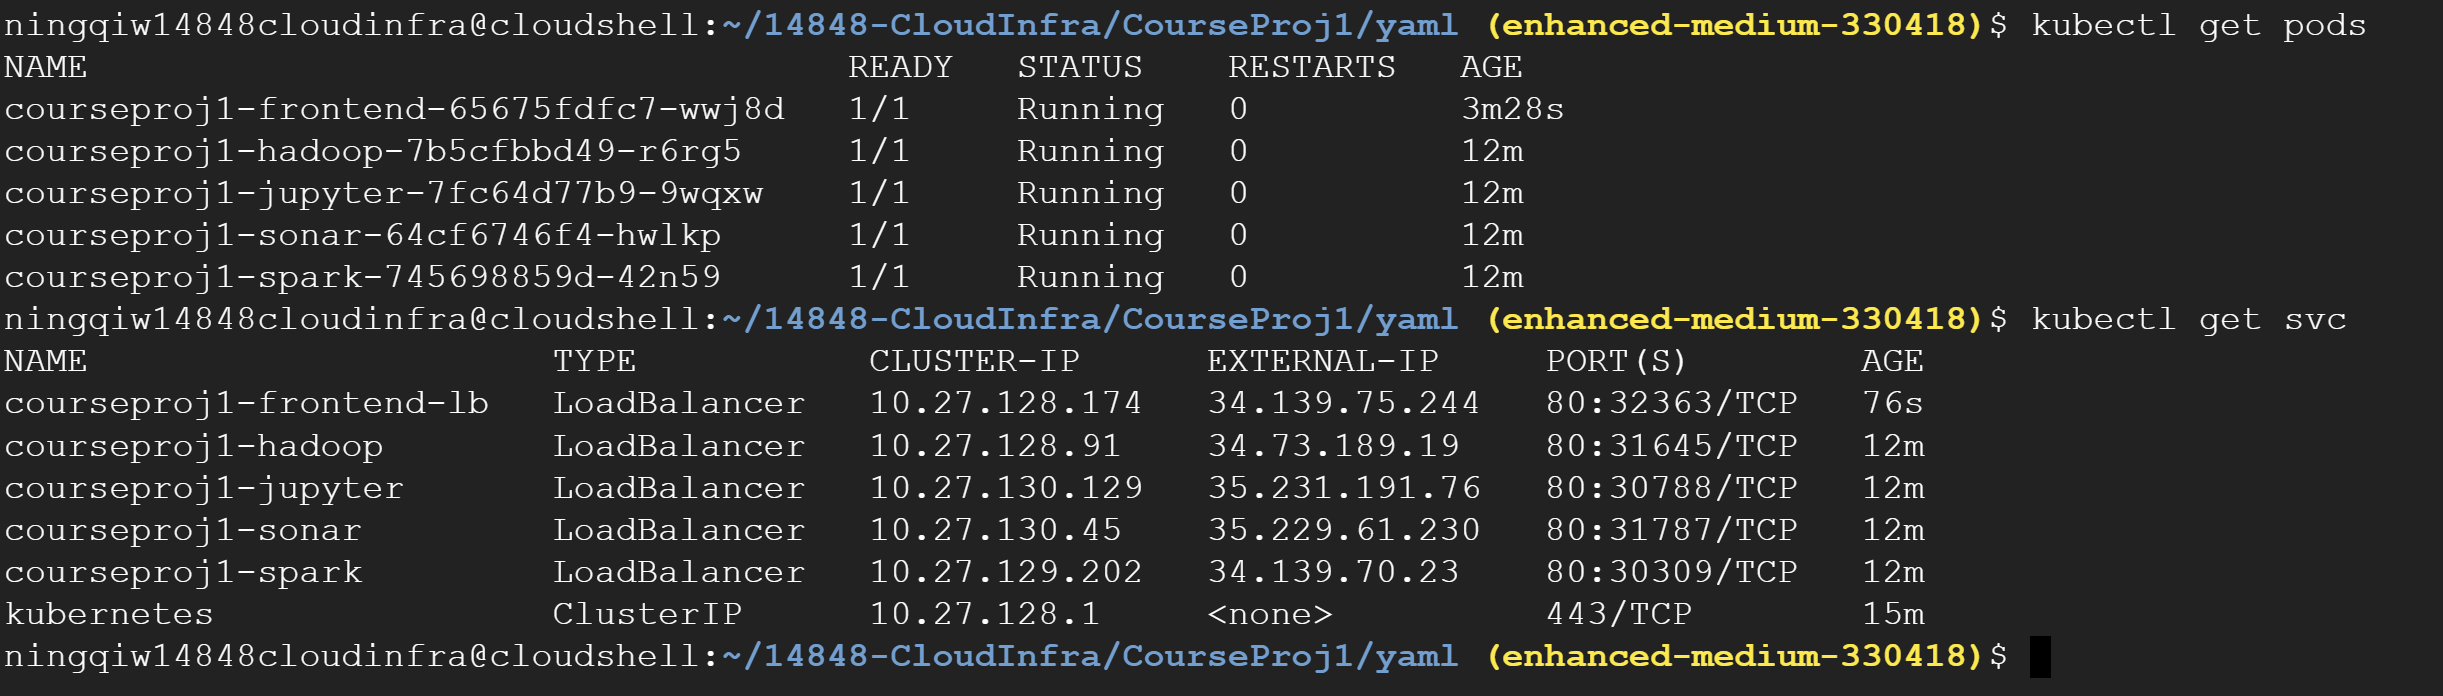 ningqiw14848cloudinfra@cloudshell:~/14848-CloudInfra/CourseProj1/yaml (enhanced-medium-330418)$ kubectl get pods
NAME READY STATUS RESTARTS AGE
courseproj1-frontend-65675fdfc7-wwj8d 1/1 Running 0 3m28s
courseproj1-hadoop-7b5cfbbd49-r6rg5 1/1 Running 0 12m
courseproj1-jupyter-7fc64d77b9-9wqxw 1/1 Running 0 12m
courseproj1-sonar-64cf6746f4-hwlkp 1/1 Running 0 12m
courseproj1-spark-745698859d-42n59 1/1 Running 0 12m
ningqiw14848cloudinfra@cloudshell:~/14848-CloudInfra/CourseProj1/yaml (enhanced-medium-330418)$ kubectl get svc
NAME TYPE CLUSTER-IP EXTERNAL-IP PORT(S) AGE
courseproj1-frontend-lb LoadBalancer 10.27.128.174 34.139.75.244 80:32363/TCP 76s
courseproj1-hadoop LoadBalancer 10.27.128.91 34.73.189.19 80:31645/TCP 12m
courseproj1-jupyter LoadBalancer 10.27.130.129 35.231.191.76 80:30788/TCP 12m
courseproj1-sonar LoadBalancer 10.27.130.45 35.229.61.230 80:31787/TCP 12m
courseproj1-spark LoadBalancer 10.27.129.202 34.139.70.23 80:30309/TCP 12m
kubernetes ClusterIP 10.27.128.1 <none> 443/TCP 15m
ningqiw14848cloudinfra@cloudshell:~/14848-CloudInfra/CourseProj1/yaml (enhanced-medium-330418)$